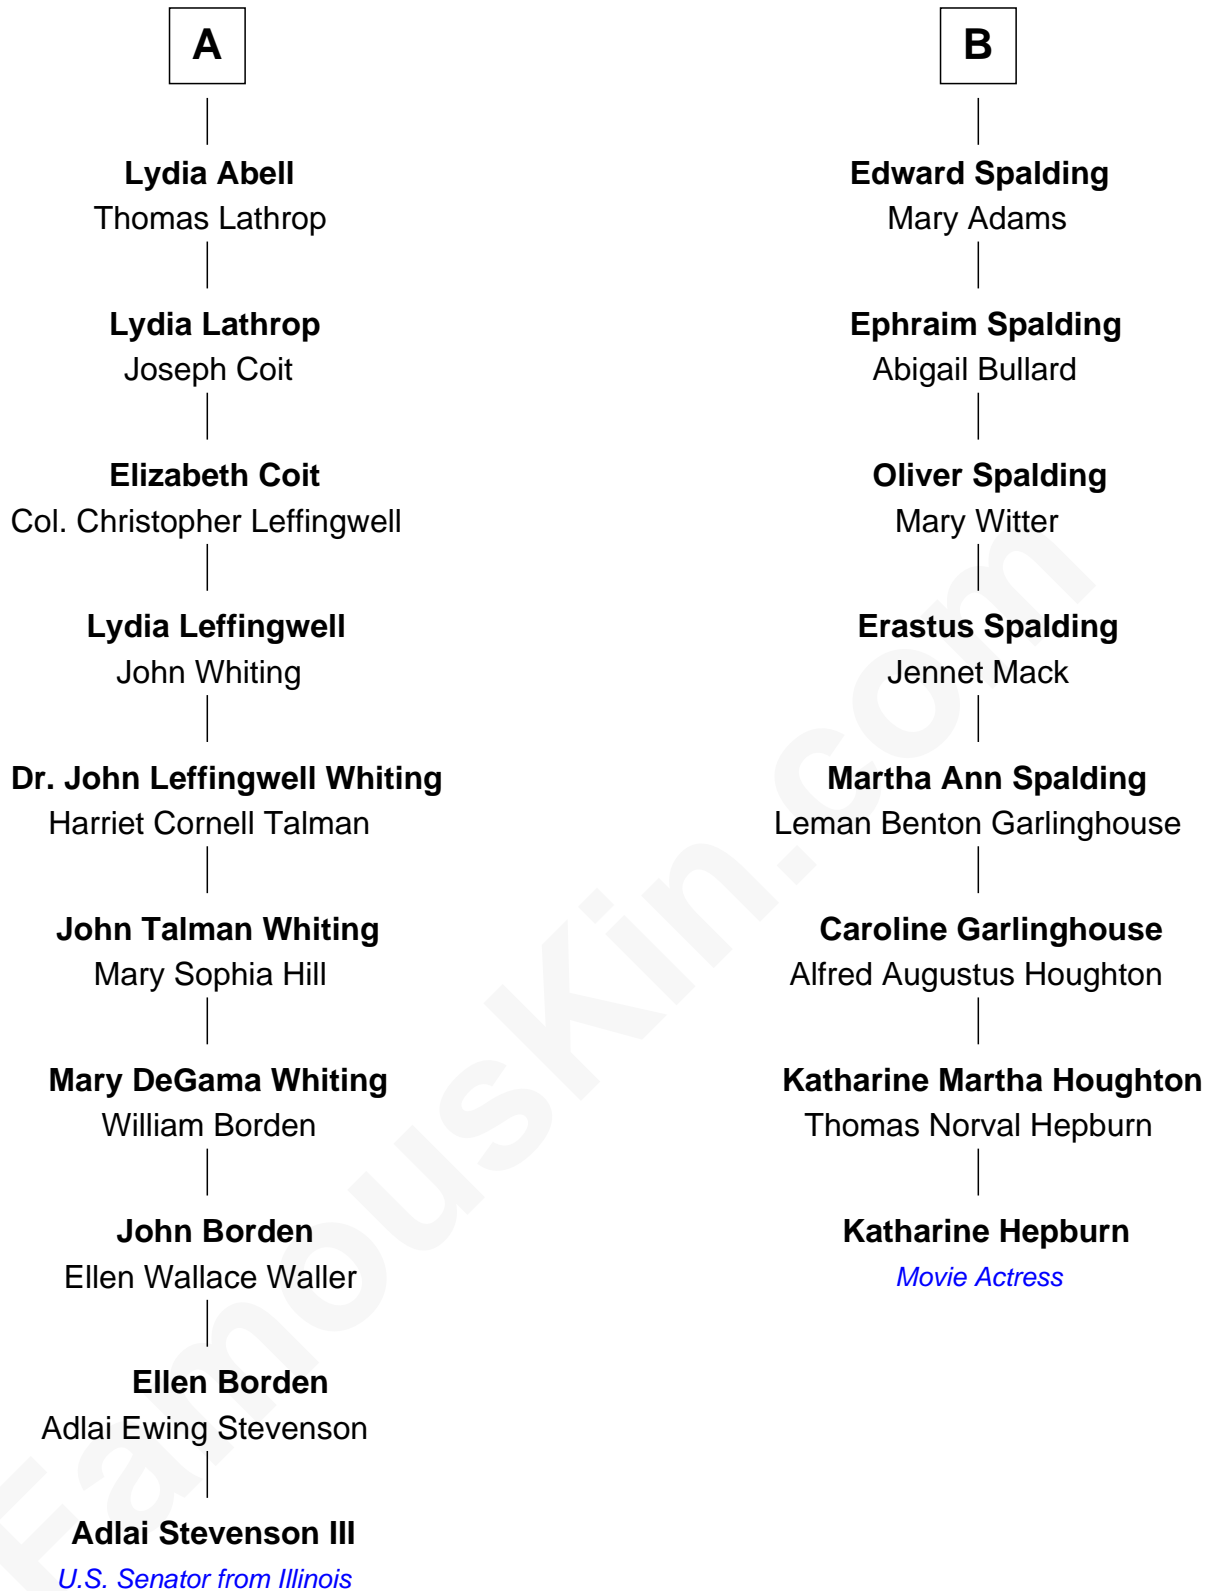 A
Lydia Abell
Thomas Lathrop
Lydia Lathrop
Joseph Coit
Elizabeth Coit
Col. Christopher Leffingwell
Lydia Leffingwell
John Whiting
Dr. John Leffingwell Whiting
Harriet Cornell Talman
John Talman Whiting
Mary Sophia Hill
Mary DeGama Whiting
William Borden
John Borden
Ellen Wallace Waller
Ellen Borden
Adlai Ewing Stevenson
Adlai Stevenson III
U.S. Senator from Illinois
B
Edward Spalding
Mary Adams
Ephraim Spalding
Abigail Bullard
Oliver Spalding
Mary Witter
Erastus Spalding
Jennet Mack
Martha Ann Spalding
Leman Benton Garlinghouse
Caroline Garlinghouse
Alfred Augustus Houghton
Katharine Martha Houghton
Thomas Norval Hepburn
Katharine Hepburn
Movie Actress
FamousKin.com